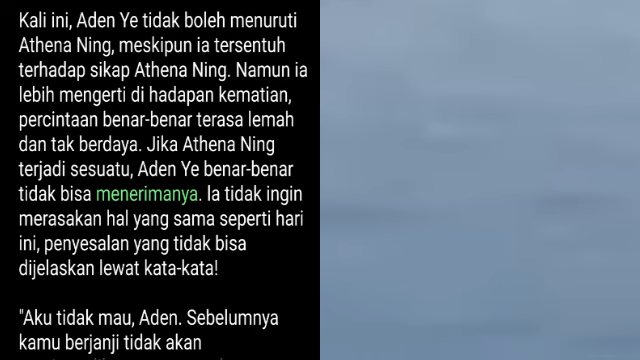 Kali ini, Aden Ye tidak boleh menuruti
Athena Ning, meskipun ia tersentuh
terhadap sikap Athena Ning. Namun ia
lebih mengerti di hadapan kematian,
percintaan benar-benar terasa lemah
dan tak berdaya. Jika Athena Ning
terjadi sesuatu, Aden Ye benar-benar
tidak bisa menerimanya. Ia tidak ingin
merasakan hal yang sama seperti hari
ini, penyesalan yang tidak bisa
dijelaskan lewat kata-kata!
"Aku tidak mau, Aden. Sebelumnya
kamu berjanji tidak akan